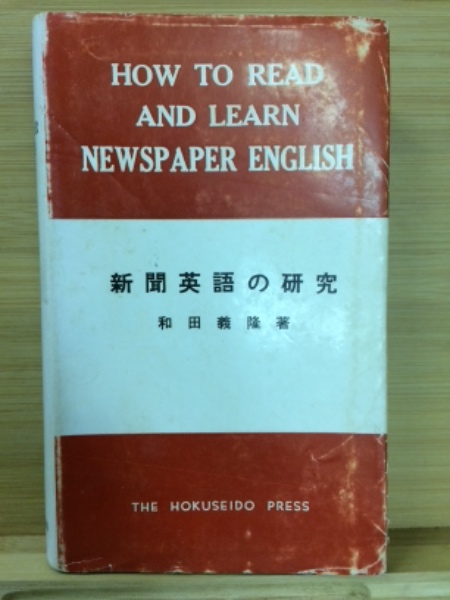 HOW TO READ
AND LEARN
NEWSPAPER ENGLISH
新聞英語の研究
和田義隆著
THE HOKUSEIDO PRESS